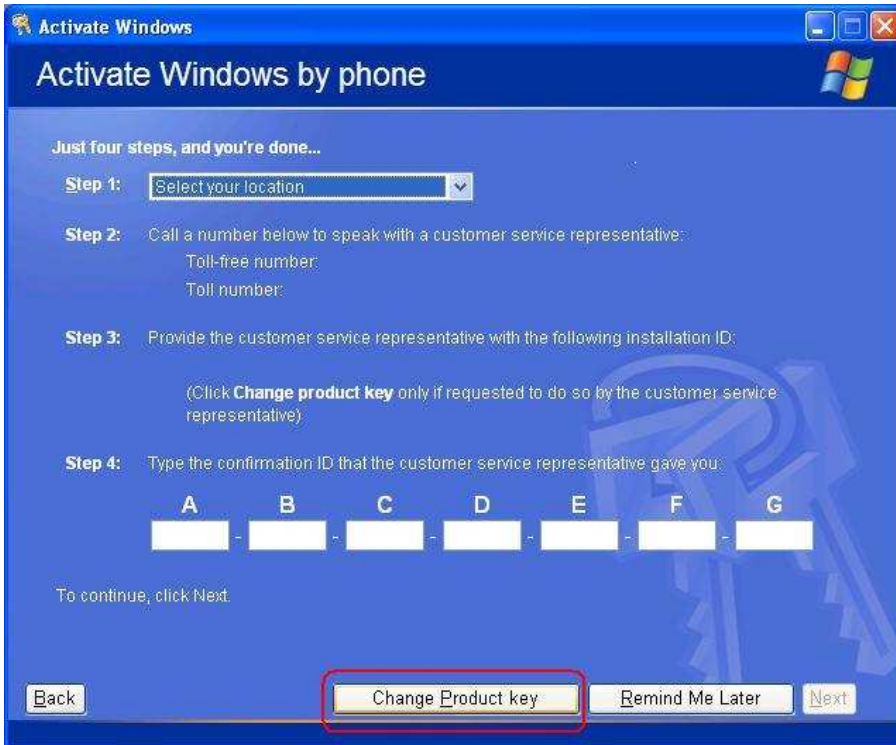 Activate Windows
Activate Windows by phone
Just four steps, and you're done...
Step 1: Select your location
Step 2: Call a number below to speak with a customer service representative:
Toll-free number:
Toll number:
Step 3: Provide the customer service representative with the following installation ID:
(Click Change product key only if requested to do so by the customer service
representative)
Step 4: Type the confirmation ID that the customer service representative gave you:
A B C D E F G
- - - - - -
To continue, click Next.
Back Change Product key Remind Me Later Next